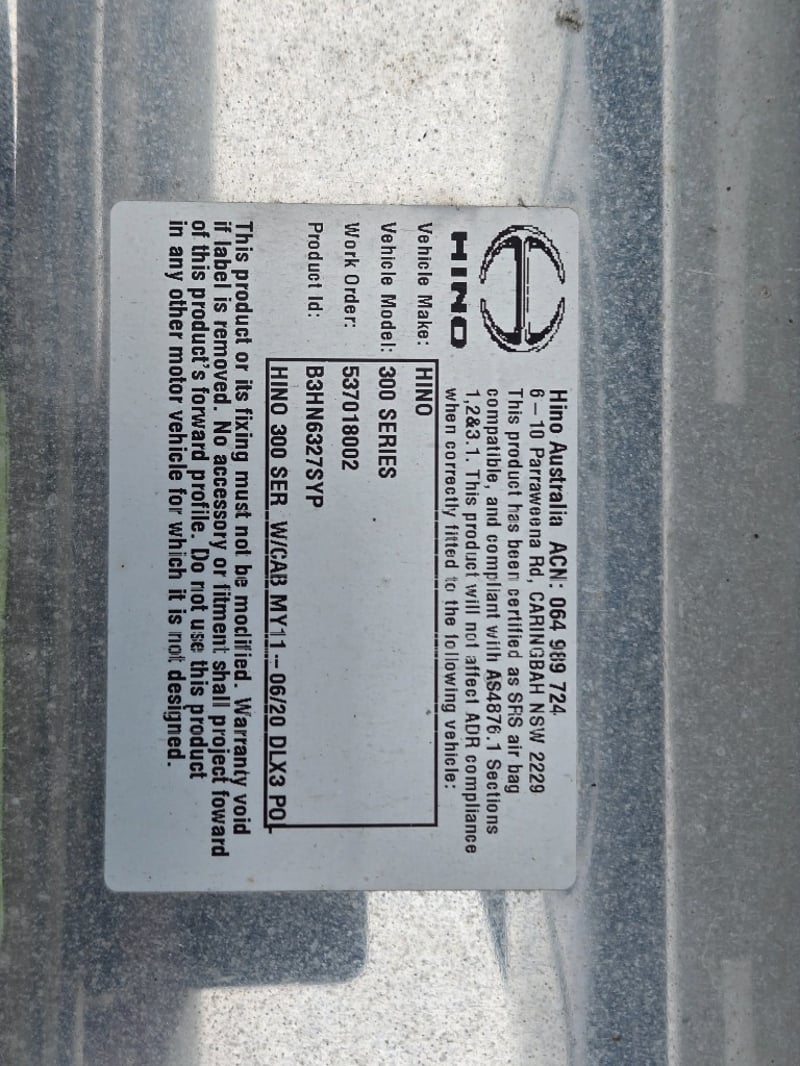 HINO
Hino Australia ACN: 064 989 724
6-10 Parraweena Rd, CARINGBAH NSW 2229
This product has been certified as SRS air bag
compatible, and compliant with AS4876.1 Sections
1,2&3.1. This product will not affect ADR compliance
when correctly fitted to the following vehicle:
Vehicle Make: HINO
Vehicle Model: 300 SERIES
Work Order: 537018002
Product Id: B3HN6327SYP
HINO 300 SER W/CAB MY11-- 06/20 DLX3 POL
This product or its fixing must not be modified. Warranty void
if label is removed. No accessory or fitment shall project foward
of this product's forward profile. Do not use this product
in any other motor vehicle for which it is not designed.